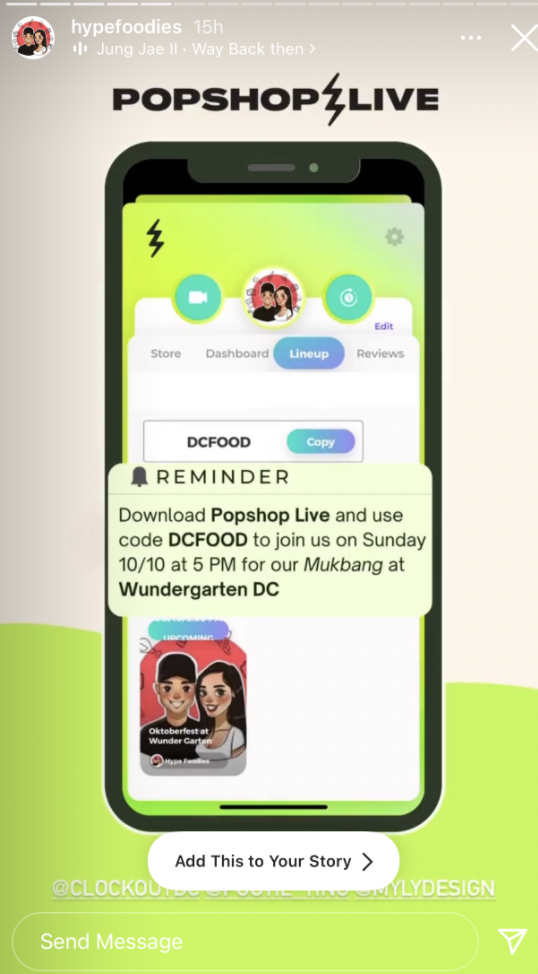 hypefoodies 15h
Jung Jae Il · Way Back then >
POPSHOP LIVE
Edit
Store Dashboard Lineup Reviews
DCFOOD Copy
REMINDER
Download Popshop Live and use
code DCFOOD to join us on Sunday
10/10 at 5 PM for our Mukbang at
Wundergarten DC
UPCOMING
Oktoberfest at
Wunder Garten
Hype Foodies
Add This to Your Story
@MYLYDESIGN
Send Message